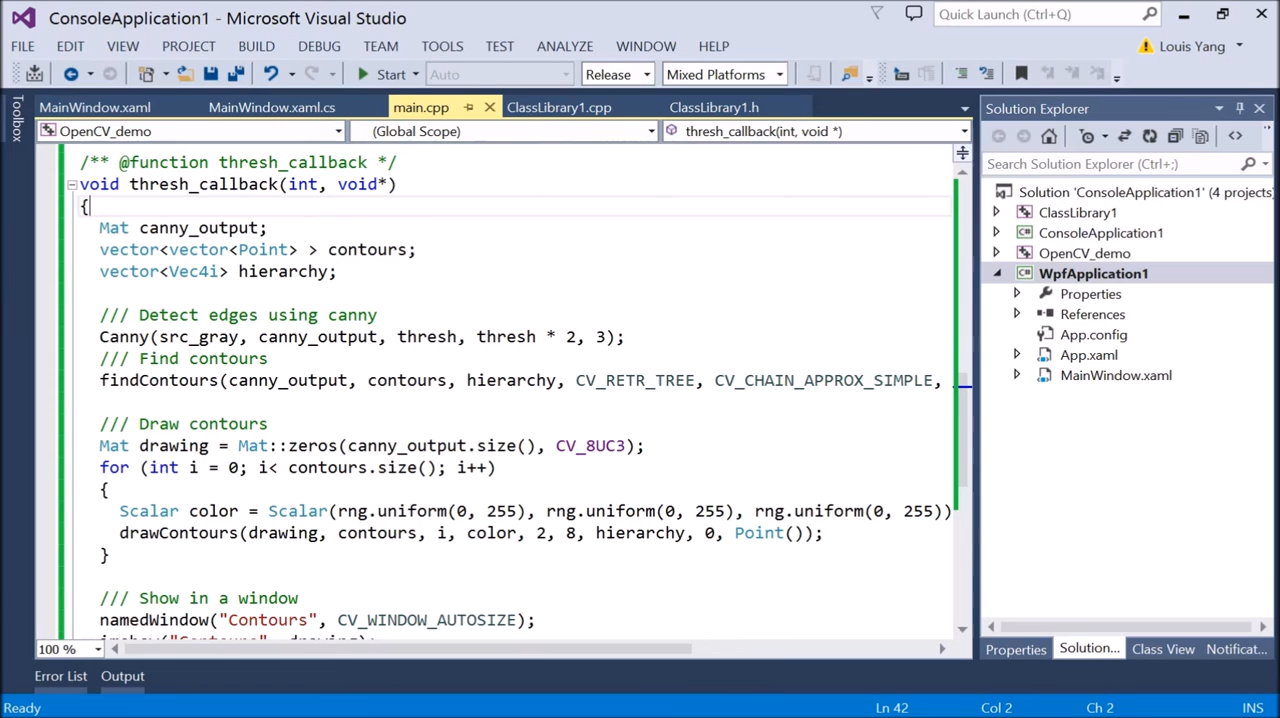 ConsoleApplication1 - Microsoft Visual Studio
Quick Launch (Ctrl+Q)
FILE EDIT VIEW PROJECT BUILD DEBUG TEAM TOOLS TEST ANALYZE WINDOW HELP
Louis Yang
Start Auto Release Mixed Platforms
Toolbox
MainWindow.xaml MainWindow.xaml.cs main.cpp ClassLibrary1.cpp ClassLibrary1.h
OpenCV_demo (Global Scope) thresh_callback(int, void *)
/** @function thresh_callback */
void thresh_callback(int, void*)
{
Mat canny_output;
vector<vector<Point> > contours;
vector<Vec4i> hierarchy;
/// Detect edges using canny
Canny(src_gray, canny_output, thresh, thresh * 2, 3);
/// Find contours
findContours(canny_output, contours, hierarchy, CV_RETR_TREE, CV_CHAIN_APPROX_SIMPLE,
/// Draw contours
Mat drawing = Mat::zeros(canny_output.size(), CV_8UC3);
for (int i = 0; i< contours.size(); i++)
{
Scalar color = Scalar(rng.uniform(0, 255), rng.uniform(0, 255), rng.uniform(0, 255))
drawContours(drawing, contours, i, color, 2, 8, hierarchy, 0, Point());
}
/// Show in a window
namedWindow("Contours", CV_WINDOW_AUTOSIZE);
imshow("Contours", drawing);
100 %
Solution Explorer
Search Solution Explorer (Ctrl+;)
Solution 'ConsoleApplication1' (4 projects)
ClassLibrary1
ConsoleApplication1
OpenCV_demo
WpfApplication1
Properties
References
App.config
App.xaml
MainWindow.xaml
Properties Solution... Class View Notificat...
Error List Output
Ready Ln 42 Col 2 Ch 2 INS